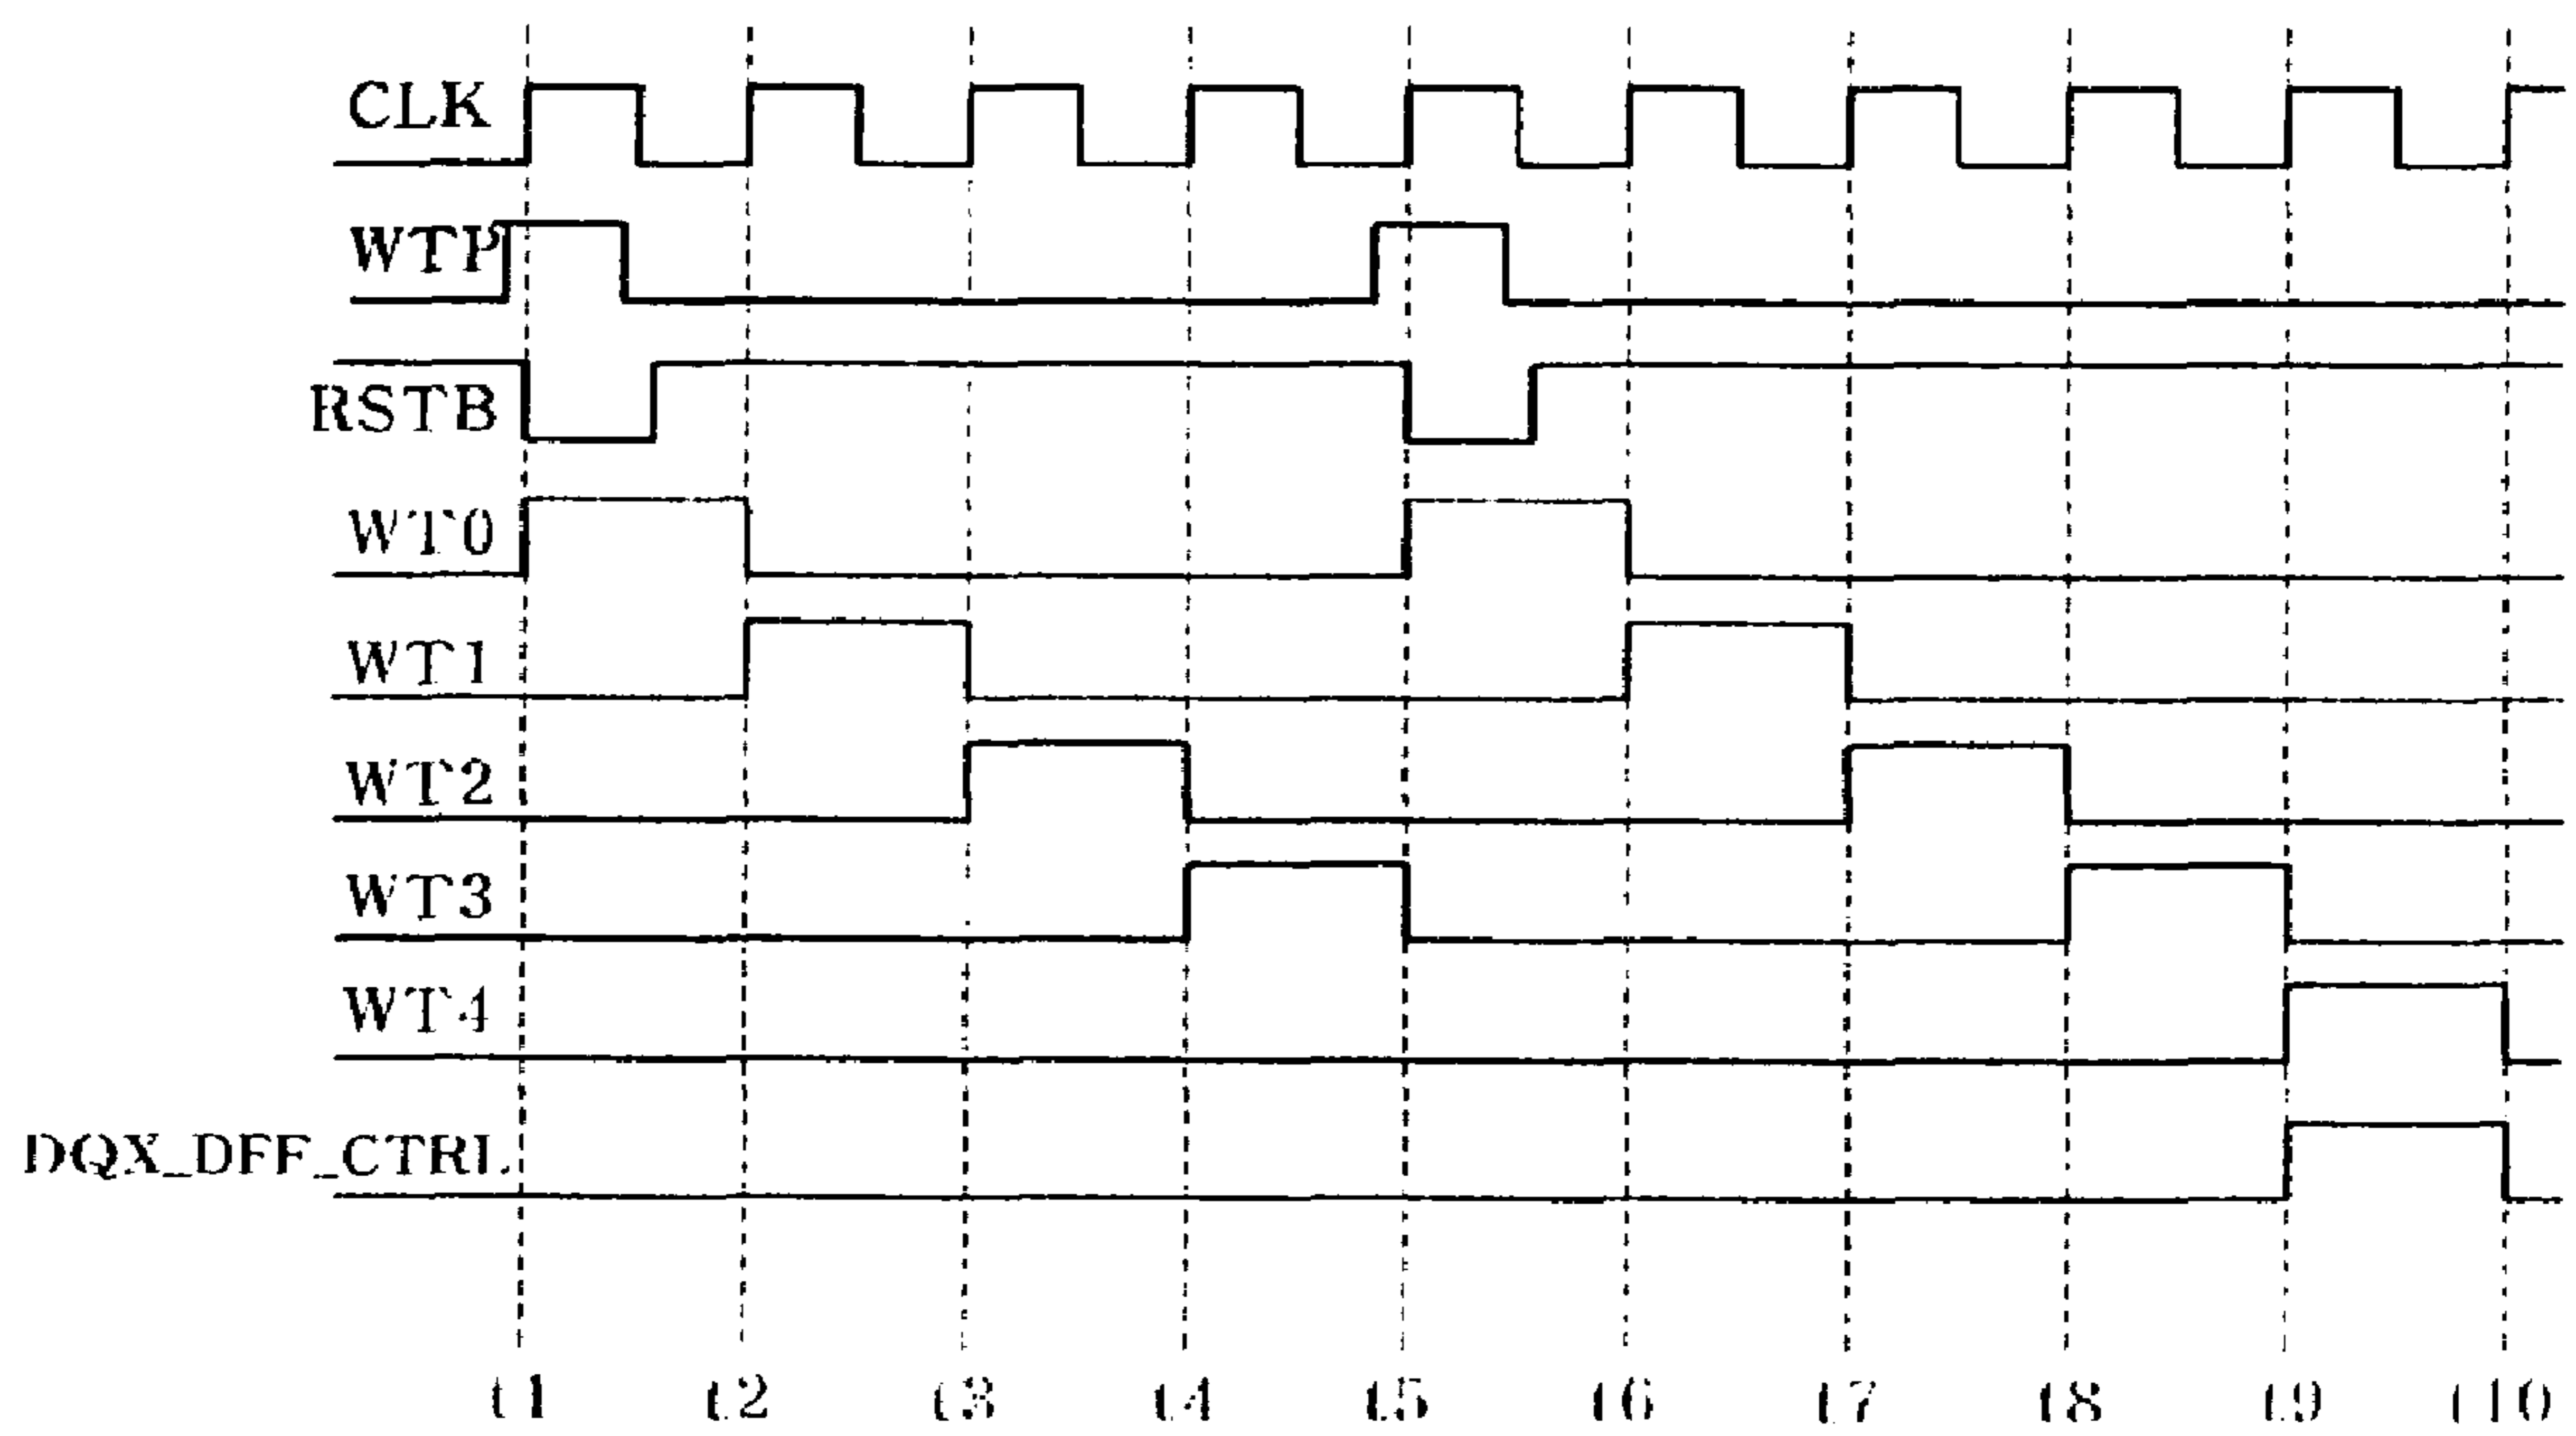 CLK
WTP
RSTB
WT0
WT1
WT2
WT3
WT4
DQX_DFF_CTRL
t1 t2 t3 t4 t5 t6 t7 t8 t9 t10